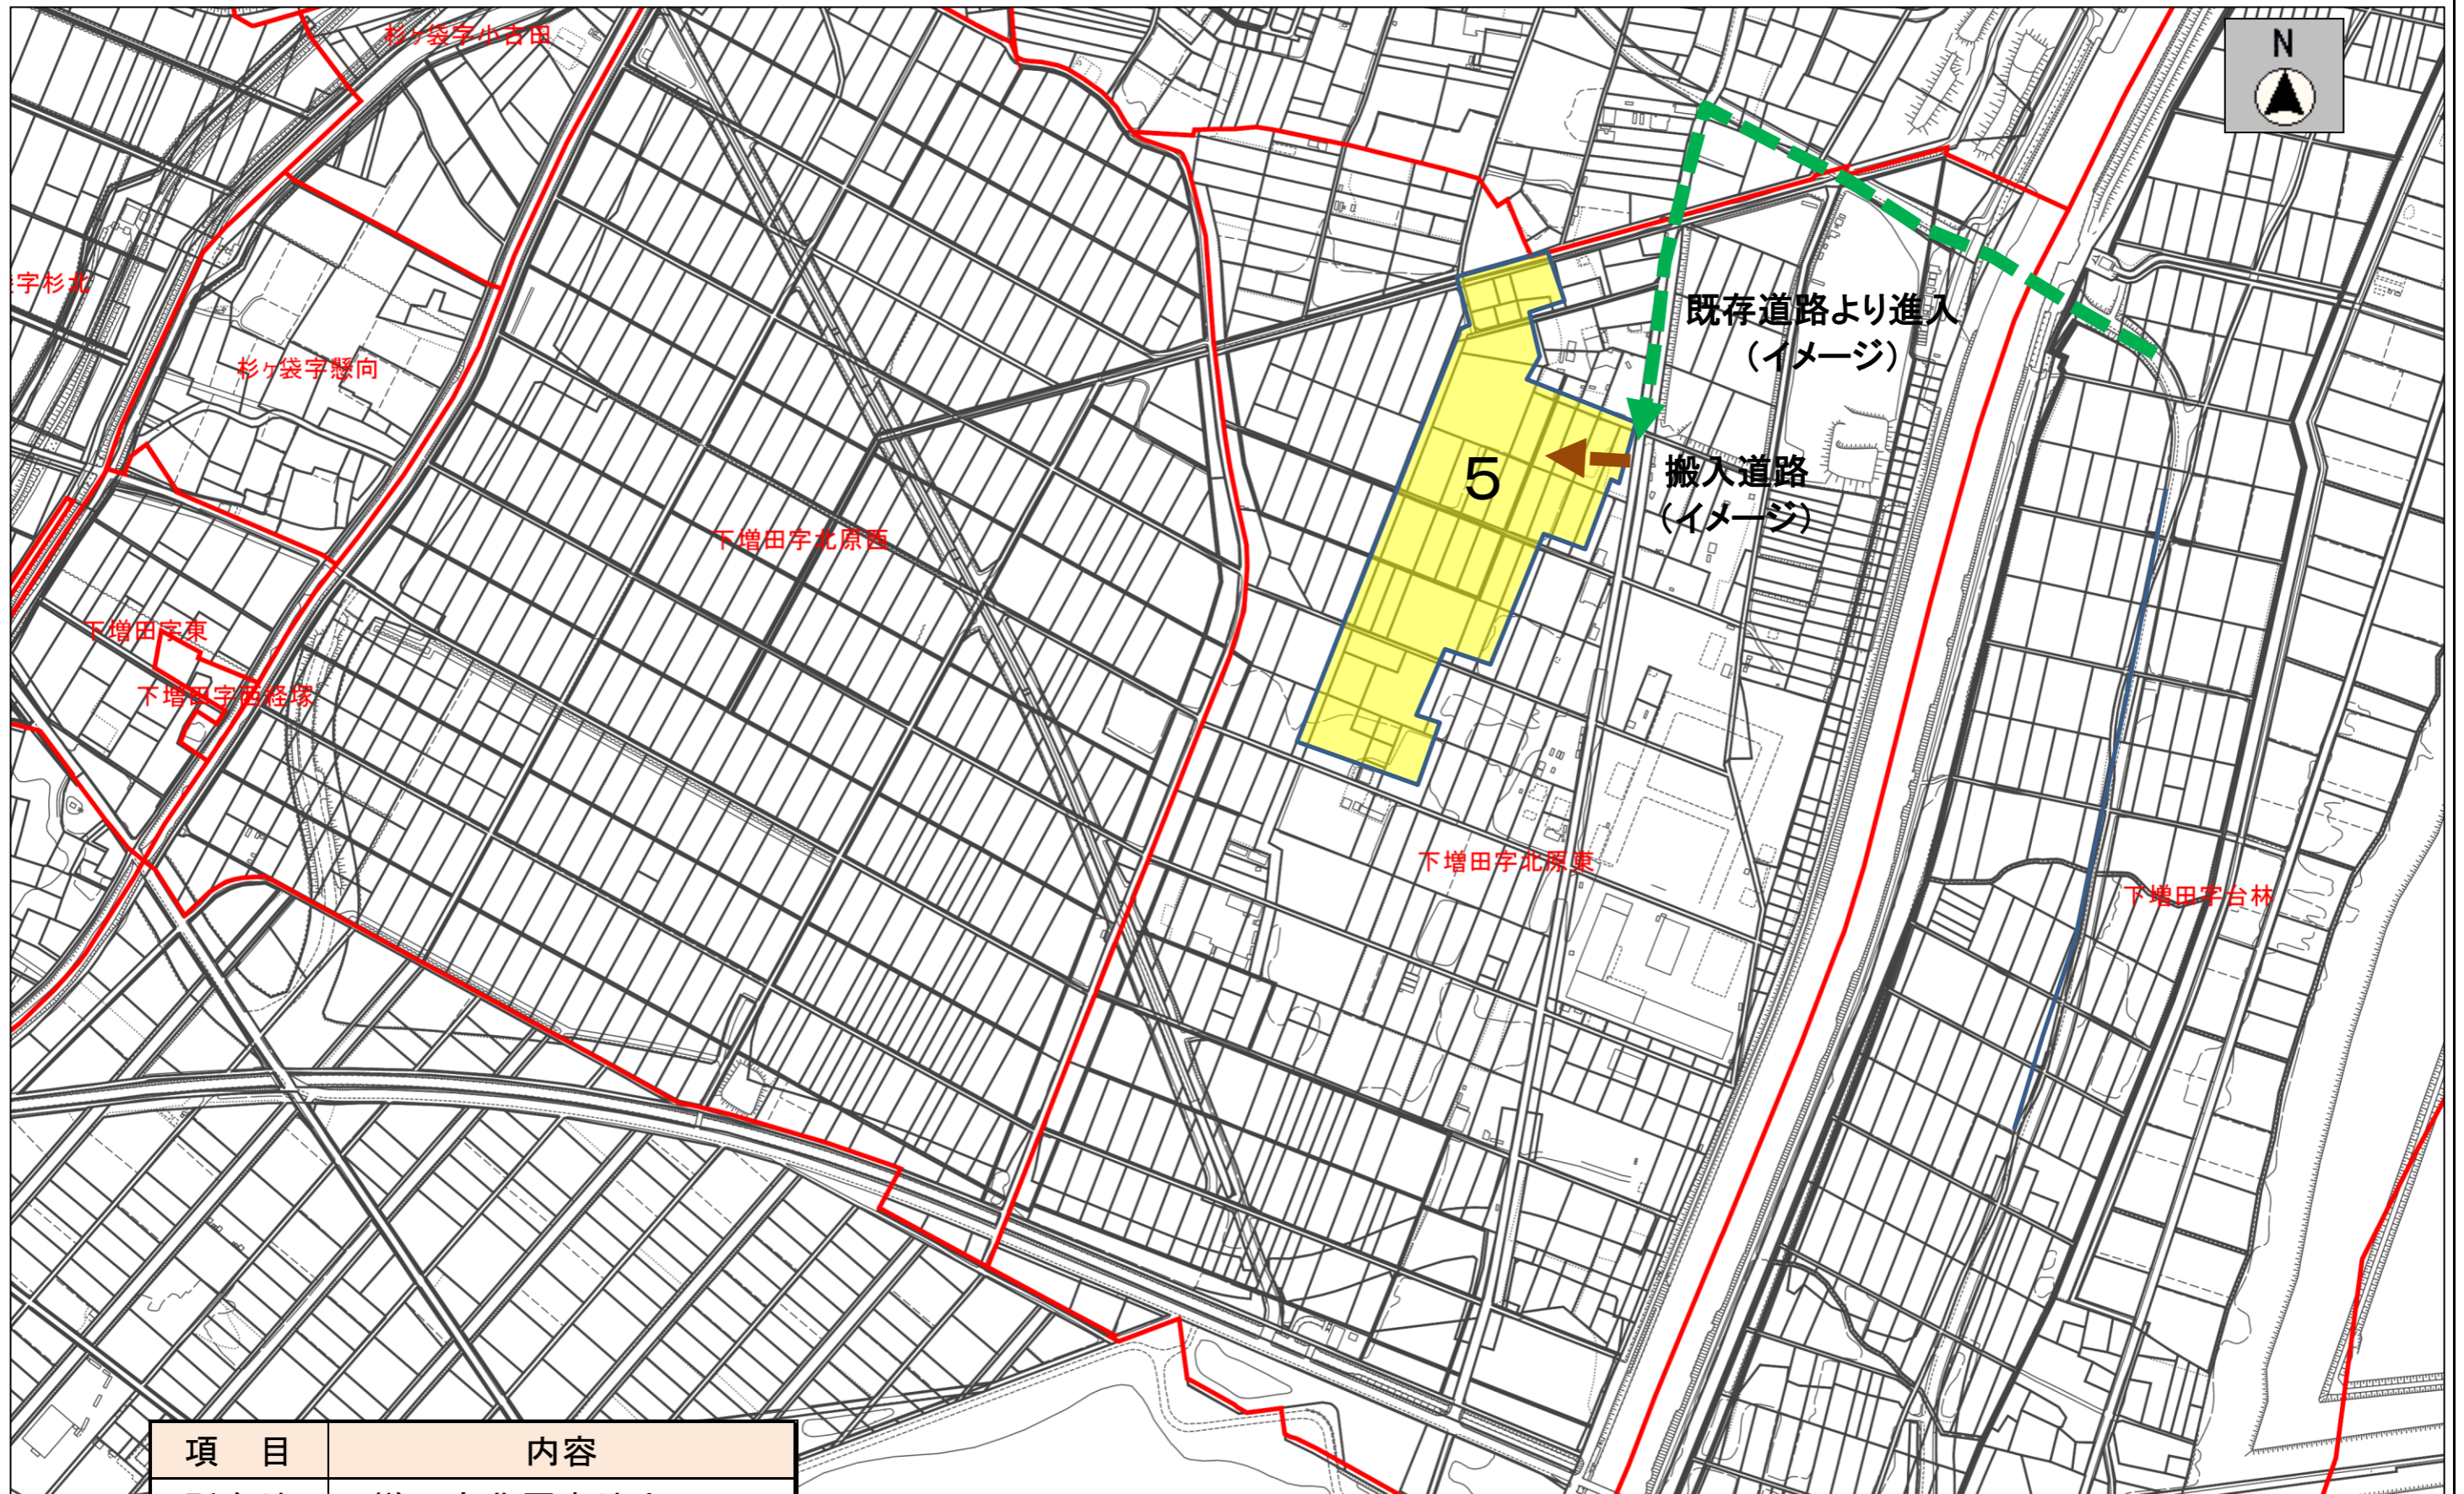 杉ヶ袋字小古田
N
字杉北
既存道路より進入
（イメージ）
杉ヶ袋字懸向
5
搬入道路
（イメージ）
下増田字北原西
下増田字東
下増田字西経塚
下増田字北原東
下増田字台林
項　目
内容